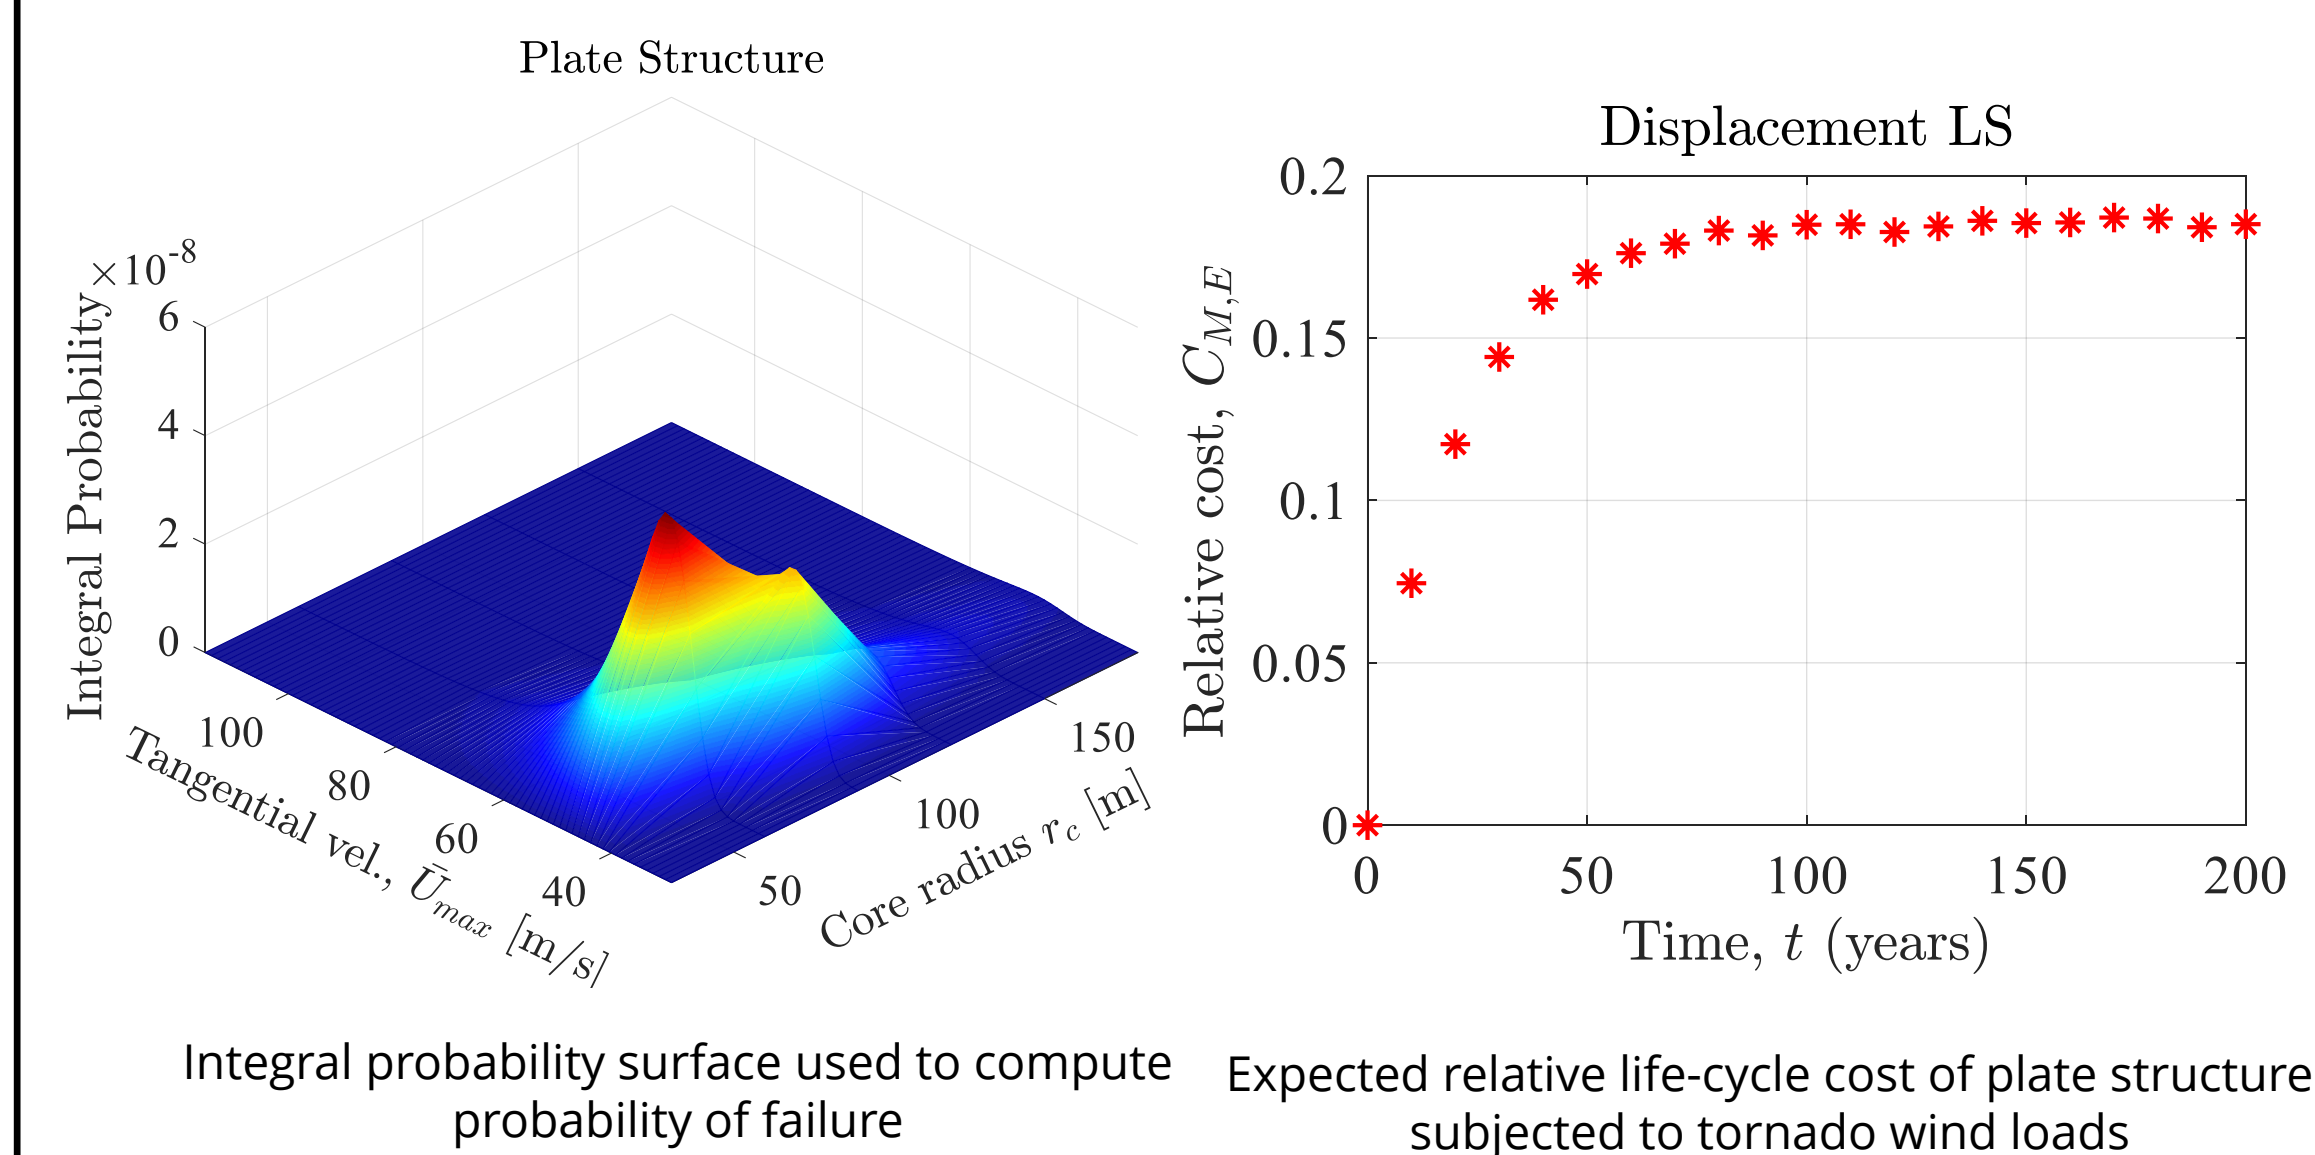 Plate Structure
×10-8
6
4
2
0
Integral Probability
100
80
60
40
Tangential vel., Ūmax [m/s]
50
100
150
Core radius rc [m]
Displacement LS
0.2
0.15
0.1
0.05
0
Relative cost, CM,E
0
50
100
150
200
Time, t (years)
Integral probability surface used to compute
probability of failure
Expected relative life-cycle cost of plate structure
subjected to tornado wind loads